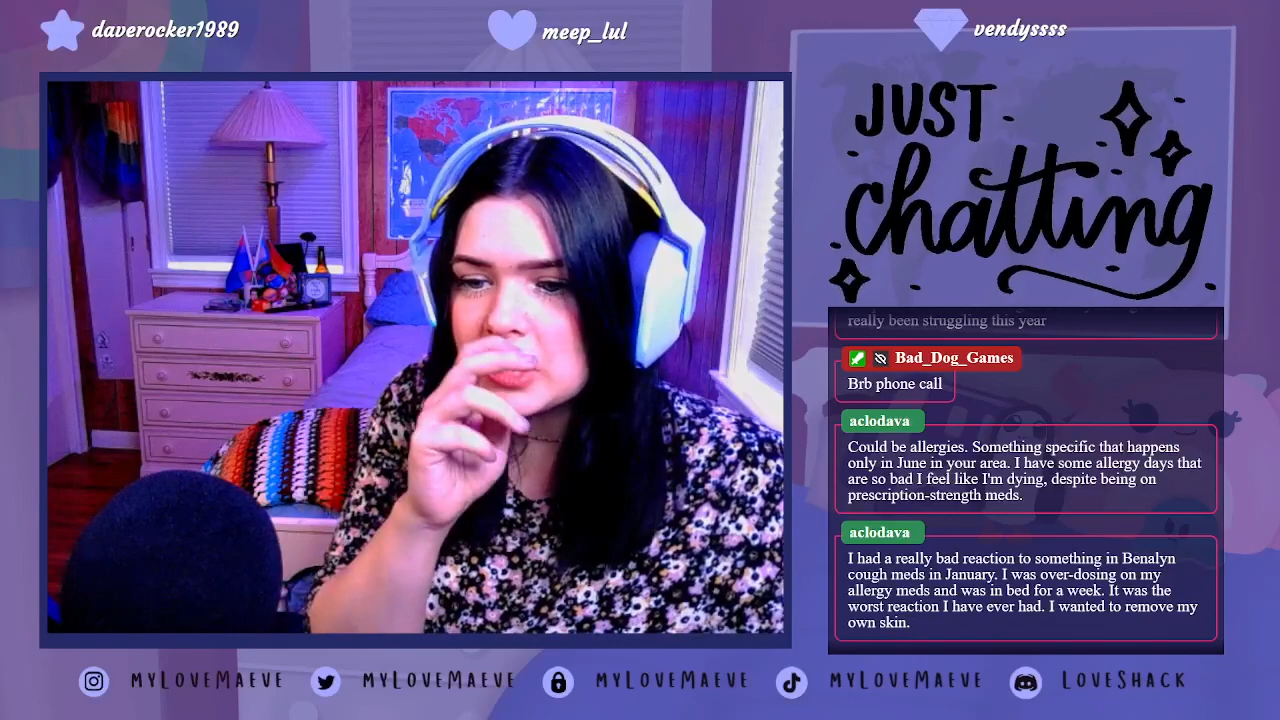 daverocker1989
meep_lul
vendyssss
JUST
chatting
really been struggling this year
Bad_Dog_Games
Brb phone call
aclodava
Could be allergies. Something specific that happens
only in June in your area. I have some allergy days that
are so bad I feel like I'm dying, despite being on
prescription-strength meds.
aclodava
I had a really bad reaction to something in Benalyn
cough meds in January. I was over-dosing on my
allergy meds and was in bed for a week. It was the
worst reaction I have ever had. I wanted to remove my
own skin.
MYLOVEMAEVE
MYLOVEMAEVE
MYLOVEMAEVE
MYLOVEMAEVE
LOVESHACK